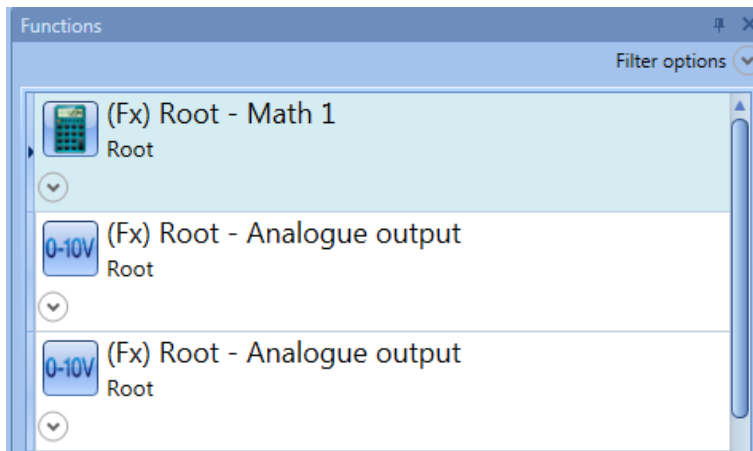 Functions
Filter options
(Fx) Root - Math 1
Root
0-10V
(Fx) Root - Analogue output
Root
0-10V
(Fx) Root - Analogue output
Root